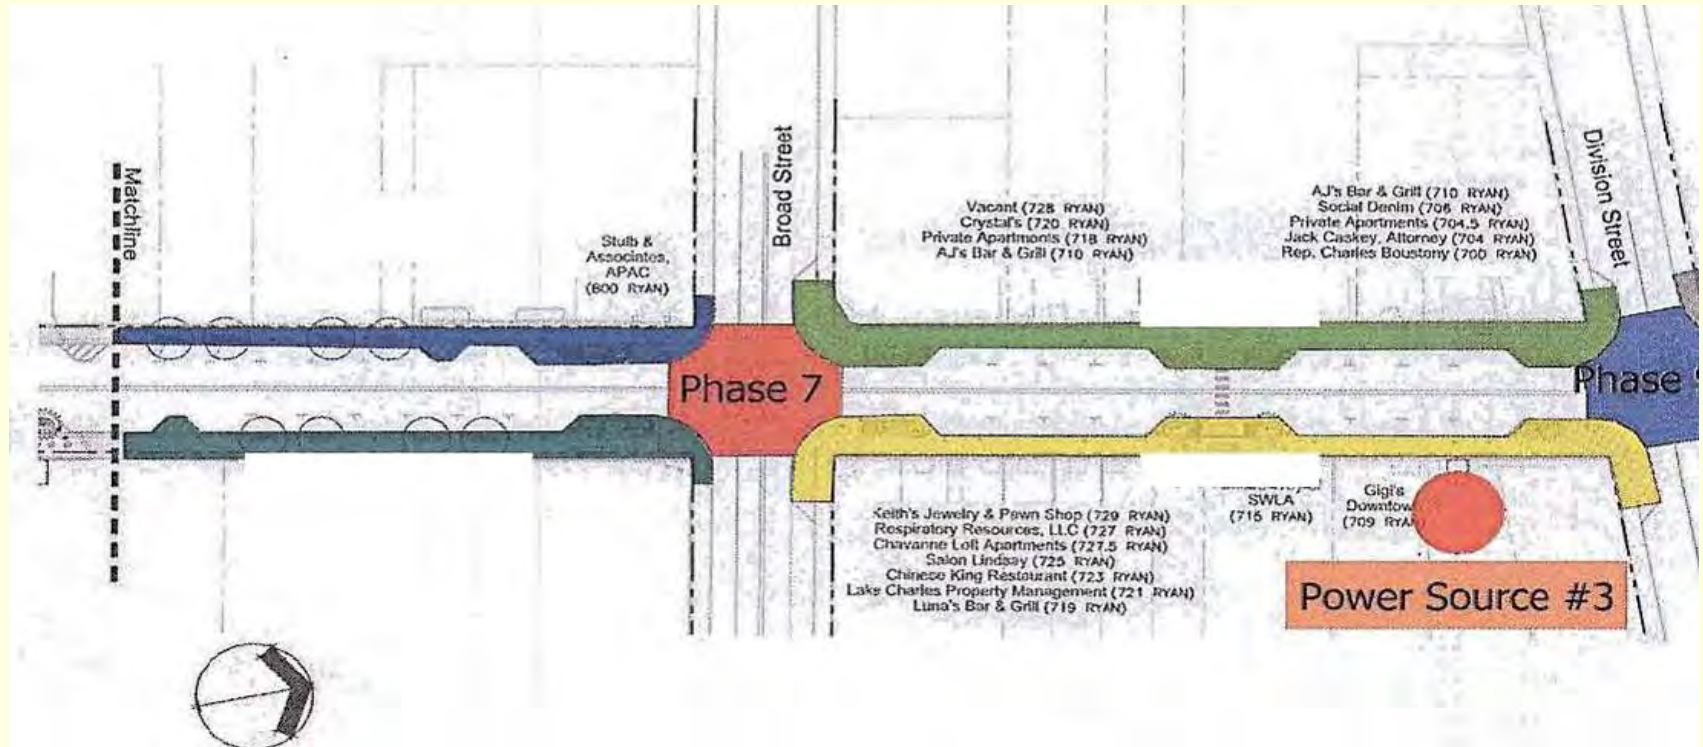 Matchline
Stulb &
Associates,
APAC
(800 RYAN)
Broad Street
Vacant (728 RYAN)
Crystal's (720 RYAN)
Private Apartments (718 RYAN)
AJ's Bar & Grill (710 RYAN)
AJ's Bar & Grill (710 RYAN)
Social Denim (706 RYAN)
Private Apartments (704.5 RYAN)
Jack Caskey, Attorney (704 RYAN)
Rep. Charles Boustony (700 RYAN)
Division Street
Phase 7
Phase
Keith's Jewelry & Pawn Shop (729 RYAN)
Respiratory Resources, LLC (727 RYAN)
Chavanne Loft Apartments (727.5 RYAN)
Salon Lindsay (725 RYAN)
Chinese King Restaurant (723 RYAN)
Lake Charles Property Management (721 RYAN)
Luna's Bar & Grill (719 RYAN)
SWLA
(715 RYAN)
Gigi's
Downtow
(709 RYA
Power Source #3